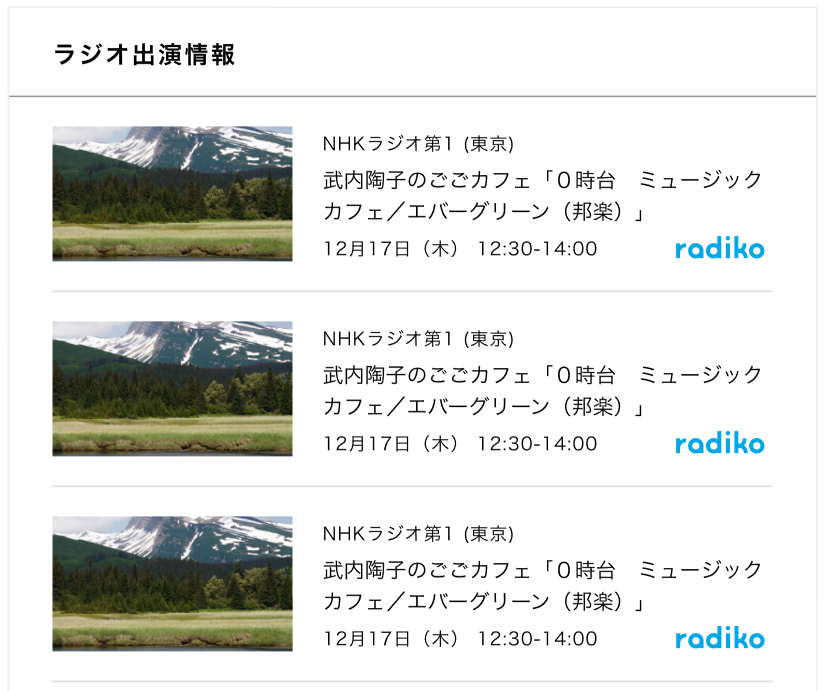 ラジオ出演情報
NHKラジオ第1 (東京)
武内陶子のごごカフェ「０時台　ミュージック
カフェ／エバーグリーン（邦楽）」
12月17日（木） 12:30-14:00
radiko
NHKラジオ第1 (東京)
武内陶子のごごカフェ「０時台　ミュージック
カフェ／エバーグリーン（邦楽）」
12月17日（木） 12:30-14:00
radiko
NHKラジオ第1 (東京)
武内陶子のごごカフェ「０時台　ミュージック
カフェ／エバーグリーン（邦楽）」
12月17日（木） 12:30-14:00
radiko